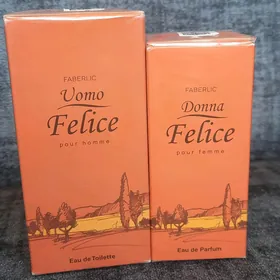 FABERLIC
Uomo
Felice
pour homme
Eau de Toilette
FABERLIC
Donna
Felice
pour femme
Eau de Parfum